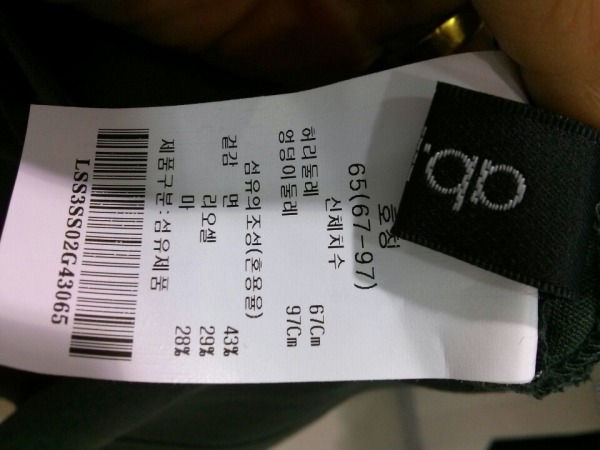 호칭
65(67-97)
신체치수
허리둘레 67Cm
엉덩이둘레 97Cm
섬유의조성(혼용율)
겉감 면 43%
리오셀 29%
마 28%
제품구분:섬유제품
LSS3SS02G43065